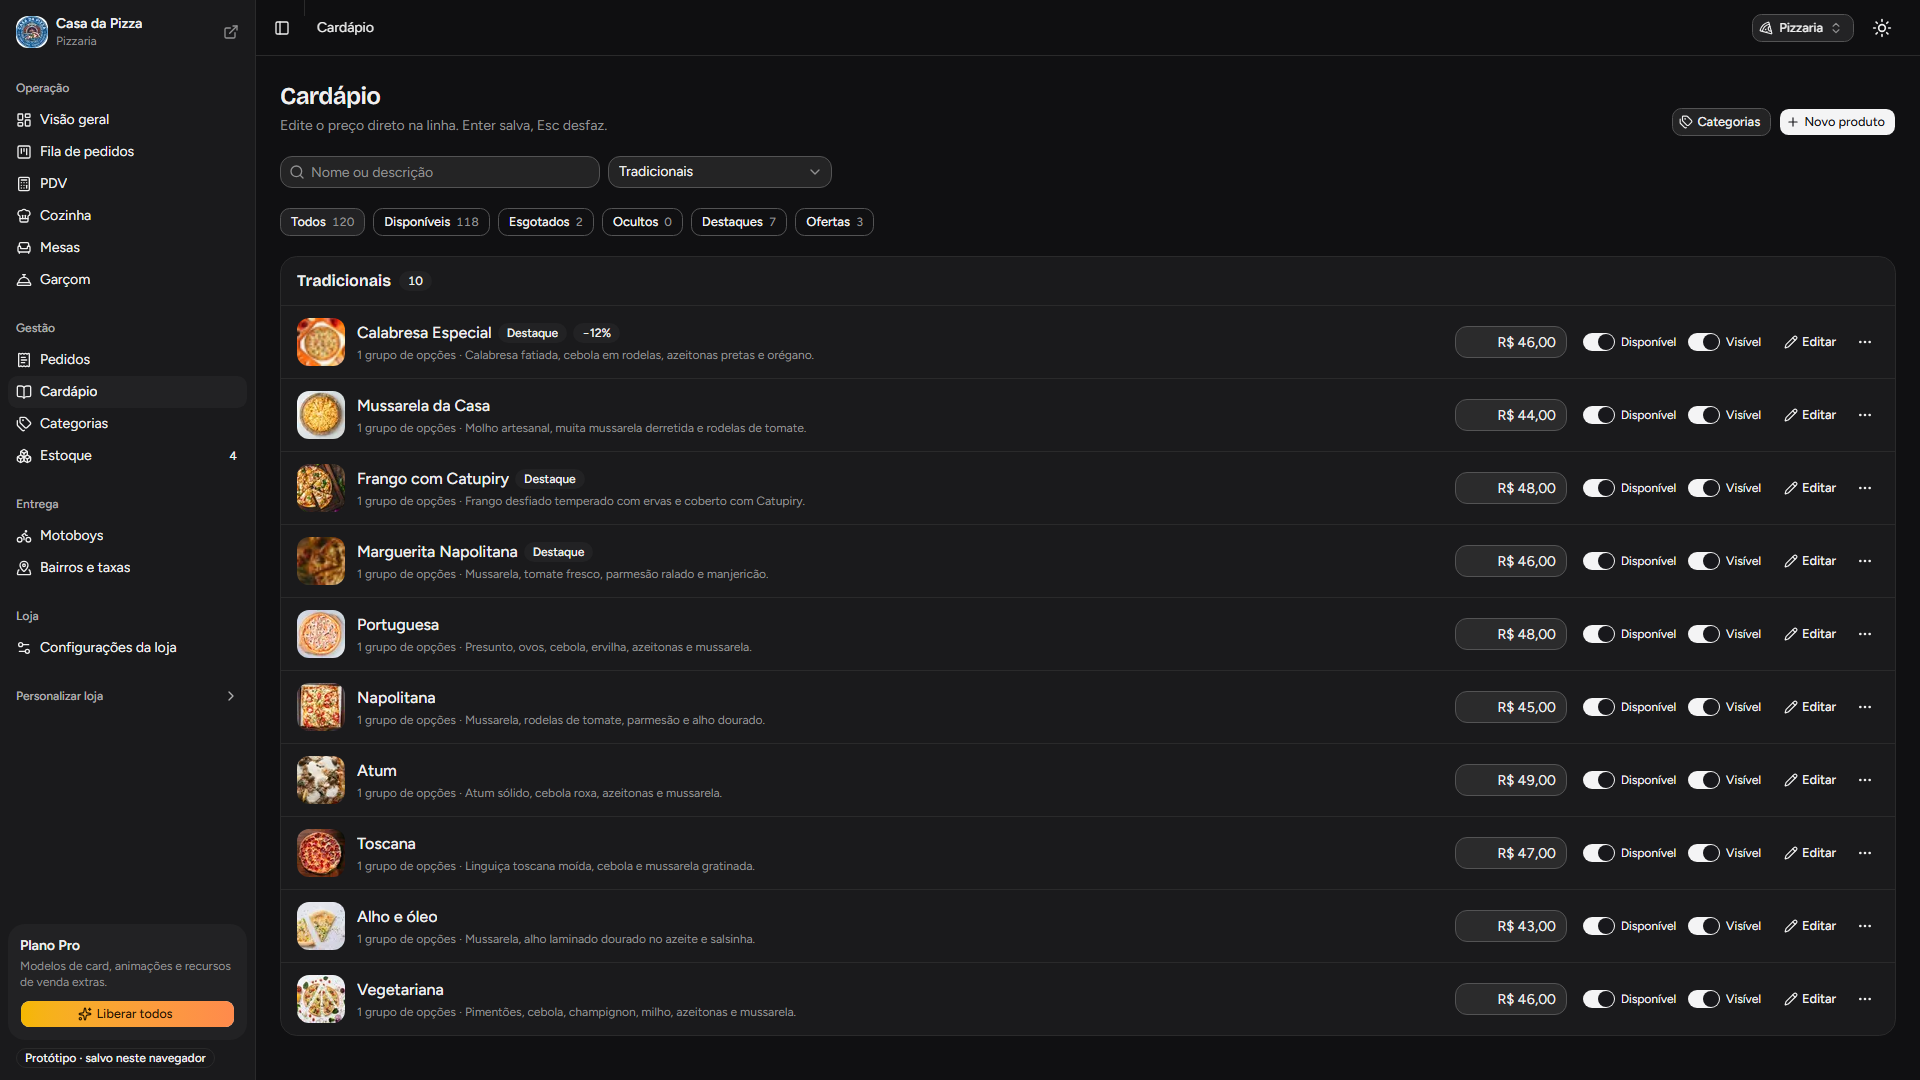 Casa da Pizza
Pizzaria
Operação
Visão geral
Fila de pedidos
PDV
Cozinha
Mesas
Garçom
Gestão
Pedidos
Cardápio
Categorias
Estoque 4
Entrega
Motoboys
Bairros e taxas
Loja
Configurações da loja
Personalizar loja
Plano Pro
Modelos de card, animações e recursos
de venda extras.
Liberar todos
Protótipo · salvo neste navegador
Cardápio
Pizzaria
Cardápio
Edite o preço direto na linha. Enter salva, Esc desfaz.
Categorias
Novo produto
Nome ou descrição
Tradicionais
Todos 120 Disponíveis 118 Esgotados 2 Ocultos 0 Destaques 7 Ofertas 3
Tradicionais 10
Calabresa Especial Destaque −12%
1 grupo de opções · Calabresa fatiada, cebola em rodelas, azeitonas pretas e orégano.
R$ 46,00 Disponível Visível Editar
Mussarela da Casa
1 grupo de opções · Molho artesanal, muita mussarela derretida e rodelas de tomate.
R$ 44,00 Disponível Visível Editar
Frango com Catupiry Destaque
1 grupo de opções · Frango desfiado temperado com ervas e coberto com Catupiry.
R$ 48,00 Disponível Visível Editar
Marguerita Napolitana Destaque
1 grupo de opções · Mussarela, tomate fresco, parmesão ralado e manjericão.
R$ 46,00 Disponível Visível Editar
Portuguesa
1 grupo de opções · Presunto, ovos, cebola, ervilha, azeitonas e mussarela.
R$ 48,00 Disponível Visível Editar
Napolitana
1 grupo de opções · Mussarela, rodelas de tomate, parmesão e alho dourado.
R$ 45,00 Disponível Visível Editar
Atum
1 grupo de opções · Atum sólido, cebola roxa, azeitonas e mussarela.
R$ 49,00 Disponível Visível Editar
Toscana
1 grupo de opções · Linguiça toscana moída, cebola e mussarela gratinada.
R$ 47,00 Disponível Visível Editar
Alho e óleo
1 grupo de opções · Mussarela, alho laminado dourado no azeite e salsinha.
R$ 43,00 Disponível Visível Editar
Vegetariana
1 grupo de opções · Pimentões, cebola, champignon, milho, azeitonas e mussarela.
R$ 46,00 Disponível Visível Editar